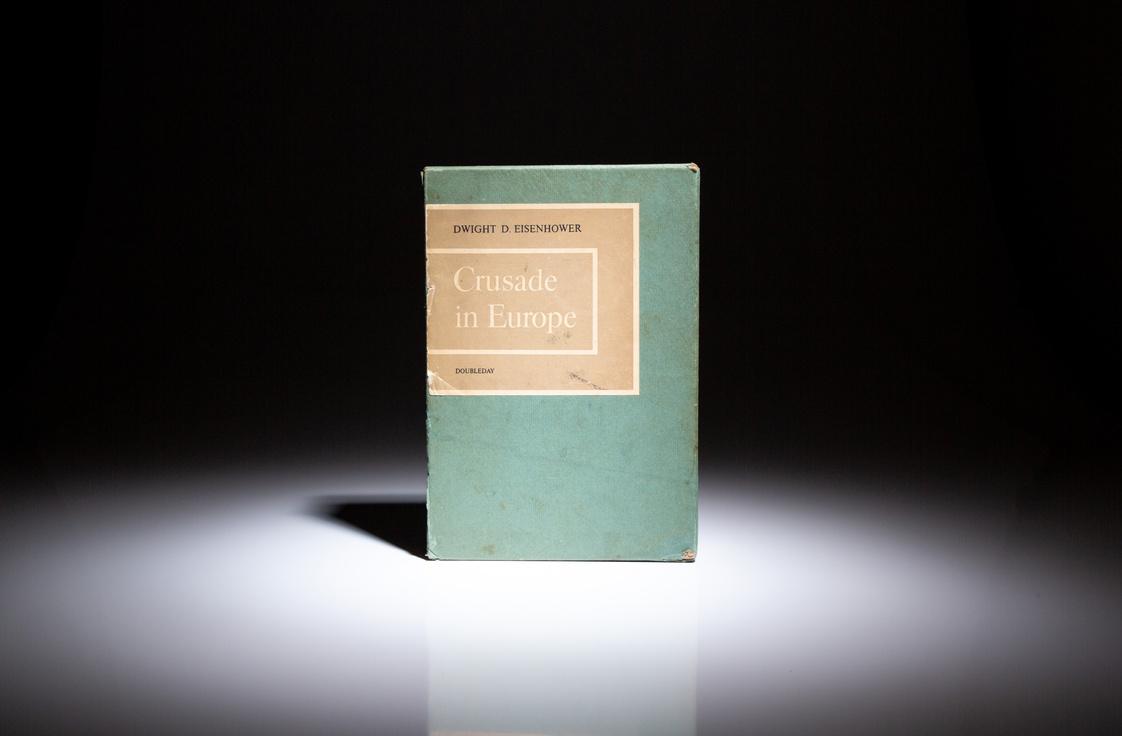 DWIGHT D. EISENHOWER
Crusade
in Europe
DOUBLEDAY